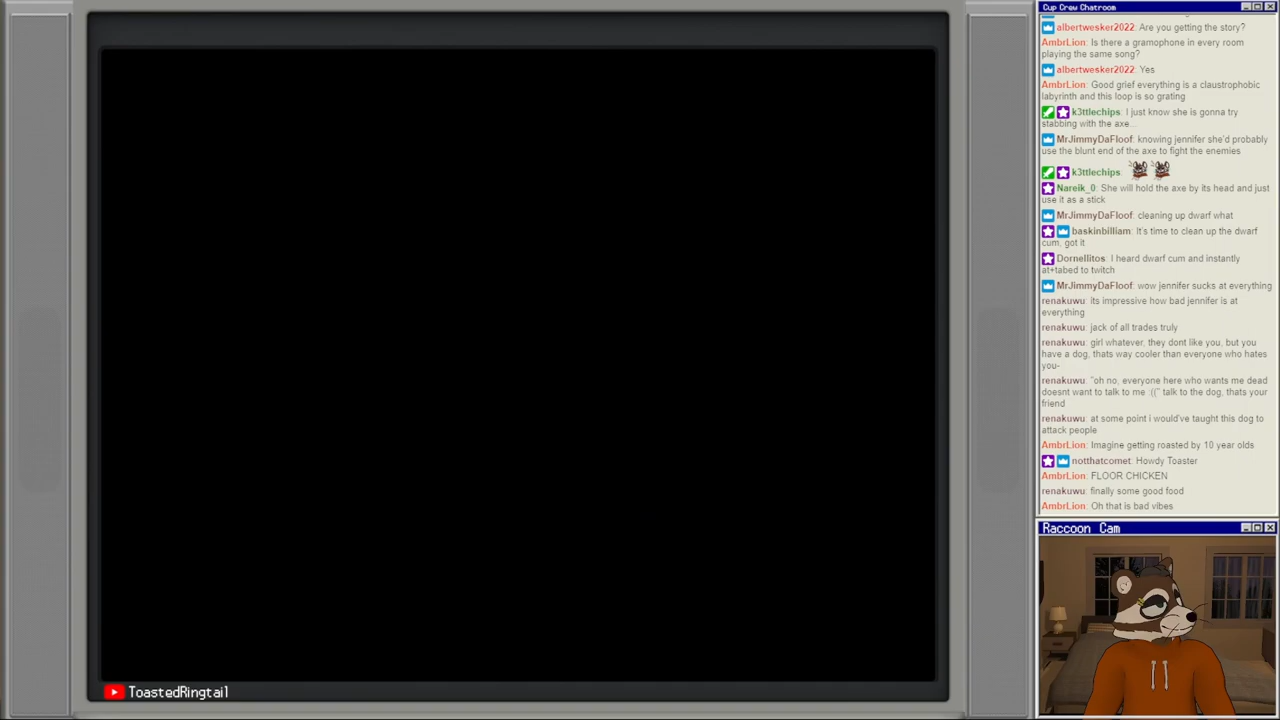 Cup Crew Chatroom
albertwesker2022: Are you getting the story?
AmbrLion: Is there a gramophone in every room
playing the same song?
albertwesker2022: Yes
AmbrLion: Good grief everything is a claustrophobic
labyrinth and this loop is so grating
k3ttlechips: I just know she is gonna try
stabbing with the axe...
MrJimmyDaFloof: knowing jennifer she'd probably
use the blunt end of the axe to fight the enemies
k3ttlechips:
Nareik_0: She will hold the axe by its head and just
use it as a stick
MrJimmyDaFloof: cleaning up dwarf what
baskinbilliam: It's time to clean up the dwarf
cum, got it
Dornellitos: I heard dwarf cum and instantly
at+tabed to twitch
MrJimmyDaFloof: wow jennifer sucks at everything
renakuwu: its impressive how bad jennifer is at
everything
renakuwu: jack of all trades truly
renakuwu: girl whatever, they dont like you, but you
have a dog, thats way cooler than everyone who hates
you-
renakuwu: "oh no, everyone here who wants me dead
doesnt want to talk to me :((" talk to the dog, thats your
friend
renakuwu: at some point i would've taught this dog to
attack people
AmbrLion: Imagine getting roasted by 10 year olds
notthatcomet: Howdy Toaster
AmbrLion: FLOOR CHICKEN
renakuwu: finally some good food
AmbrLion: Oh that is bad vibes
Raccoon Cam
ToastedRingtail